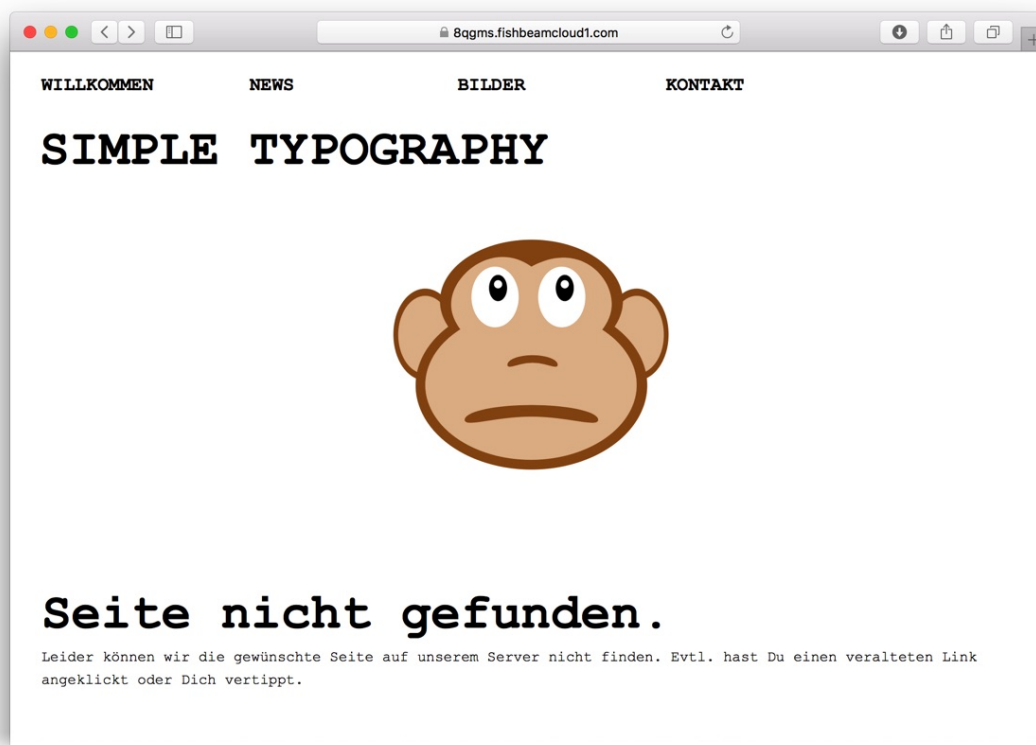 8qgms.fishbeamcloud1.com
WILLKOMMEN NEWS BILDER KONTAKT
SIMPLE TYPOGRAPHY
Seite nicht gefunden.
Leider können wir die gewünschte Seite auf unserem Server nicht finden. Evtl. hast Du einen veralteten Link
angeklickt oder Dich vertippt.